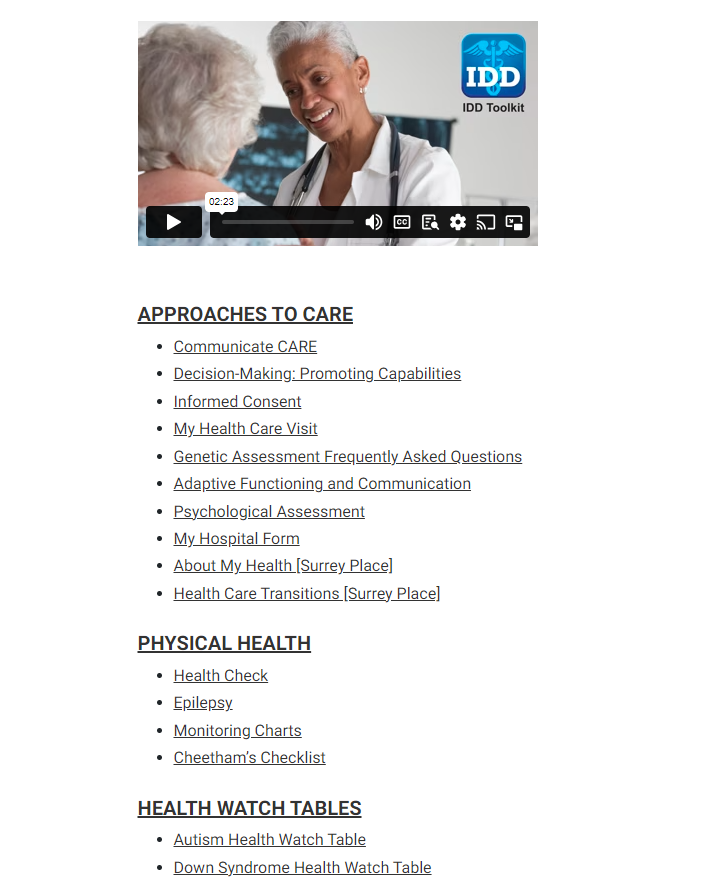 IDD
IDD Toolkit
02:23
CC
APPROACHES TO CARE
Communicate CARE
Decision-Making: Promoting Capabilities
Informed Consent
My Health Care Visit
Genetic Assessment Frequently Asked Questions
Adaptive Functioning and Communication
Psychological Assessment
My Hospital Form
About My Health [Surrey Place]
Health Care Transitions [Surrey Place]
PHYSICAL HEALTH
Health Check
Epilepsy
Monitoring Charts
Cheetham’s Checklist
HEALTH WATCH TABLES
Autism Health Watch Table
Down Syndrome Health Watch Table